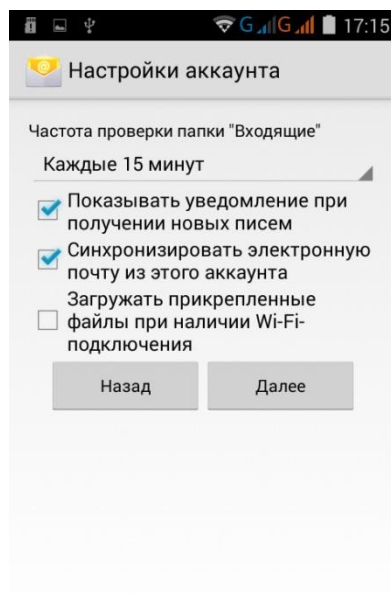 G G 17:15
Настройки аккаунта
Частота проверки папки "Входящие"
Каждые 15 минут
Показывать уведомление при
получении новых писем
Синхронизировать электронную
почту из этого аккаунта
Загружать прикрепленные
файлы при наличии Wi-Fi-
подключения
Назад Далее